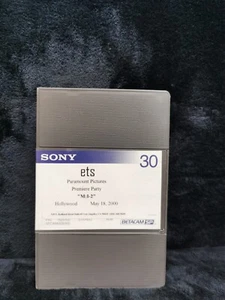 SONY
30
ets
Paramount Pictures
Premiere Party
"M:I-2"
Hollywood May 18, 2000
BETACAM SP